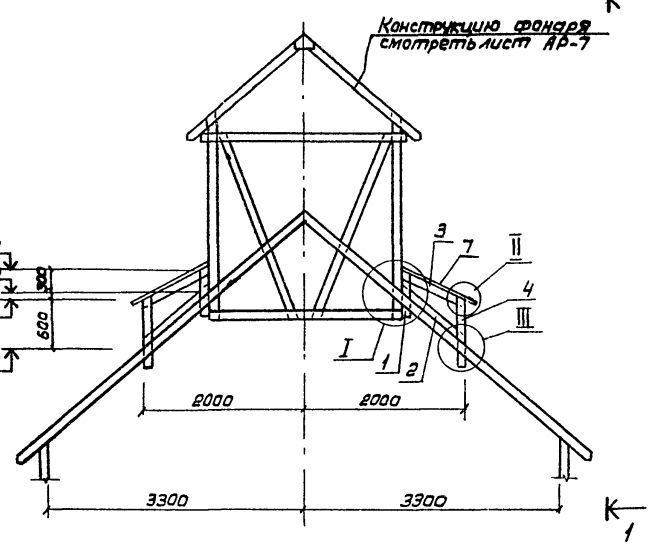 Конструкцию фонаря
смотреть лист АР-7
3
7
II
4
III
300
600
I
1
2
2000
2000
3300
3300
1